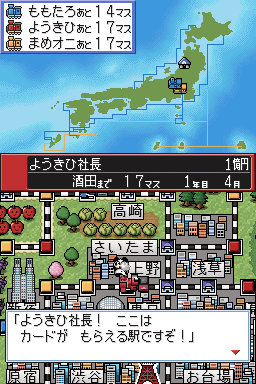 ももたろあと14マス
ようきひあと17マス
まめオニあと17マス
ようきひ社長 1億円
酒田まで 17マス 1年目 4月
高崎
さいたま
上野
浅草
「ようきひ社長! ここは
カードが もらえる駅ですぞ!」
原宿
渋谷
お台場